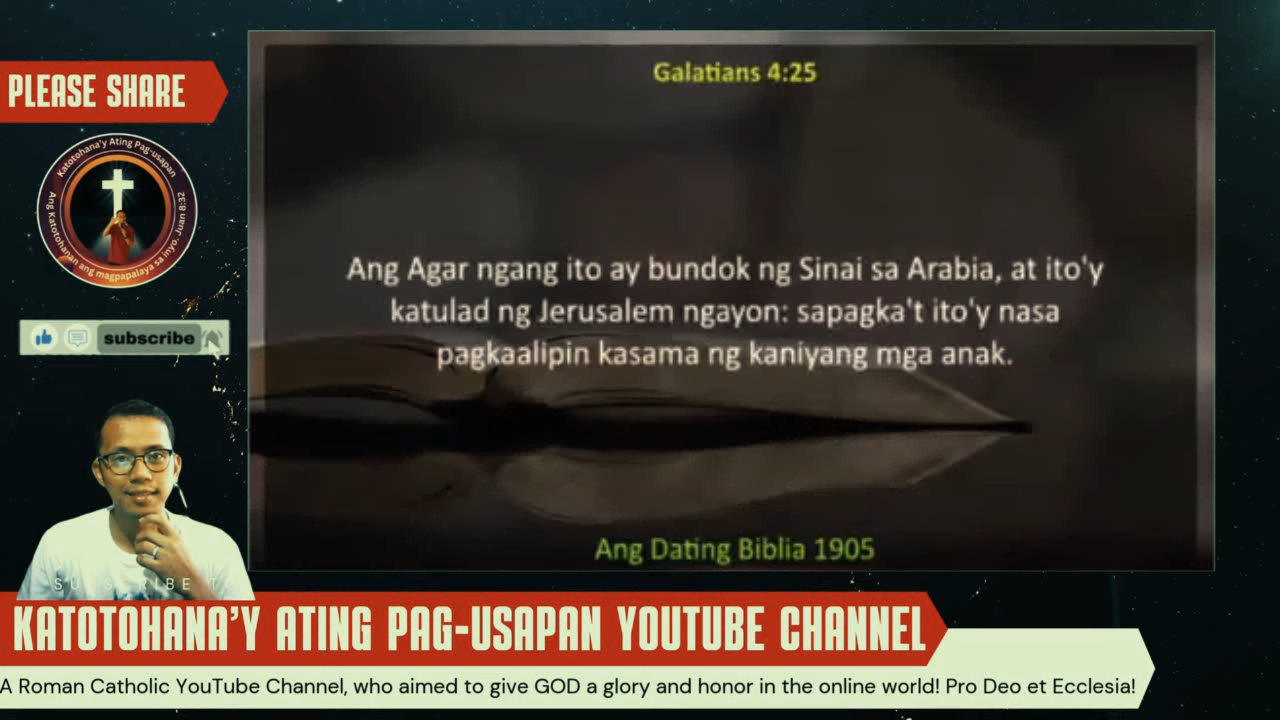 PLEASE SHARE
Katotohana'y Ating Pag-usapan
Ang Katotohanan ang magpapalaya sa inyo. Juan 8:32
subscribe
Galatians 4:25
Ang Agar ngang ito ay bundok ng Sinai sa Arabia, at ito'y
katulad ng Jerusalem ngayon: sapagka't ito'y nasa
pagkaalipin kasama ng kaniyang mga anak.
Ang Dating Biblia 1905
KATOTOHANA'Y ATING PAG-USAPAN YOUTUBE CHANNEL
A Roman Catholic YouTube Channel, who aimed to give GOD a glory and honor in the online world! Pro Deo et Ecclesia!